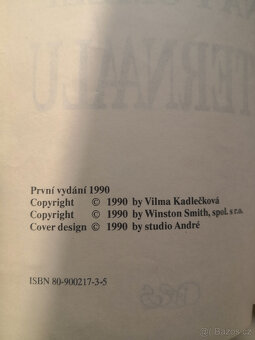 TERNAALU
První vydání 1990
Copyright © 1990 by Vilma Kadlečková
Copyright © 1990 by Winston Smith, spol. s r.o.
Cover design © 1990 by studio André
ISBN 80-900217-3-5